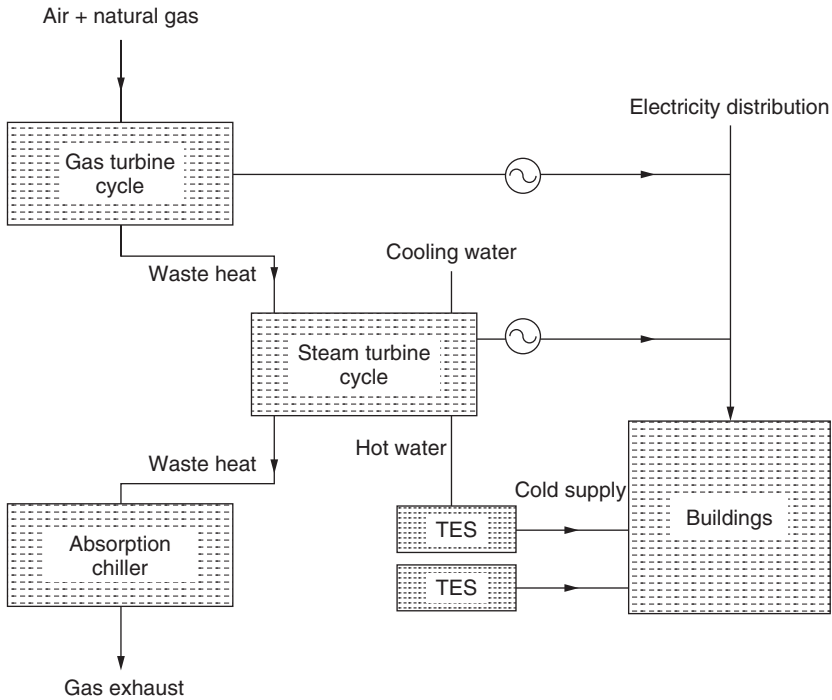 Air + natural gas
Electricity distribution
Gas turbine
cycle
Waste heat
Cooling water
Steam turbine
cycle
Hot water
Waste heat
Cold supply
TES
Buildings
Absorption
chiller
TES
Gas exhaust